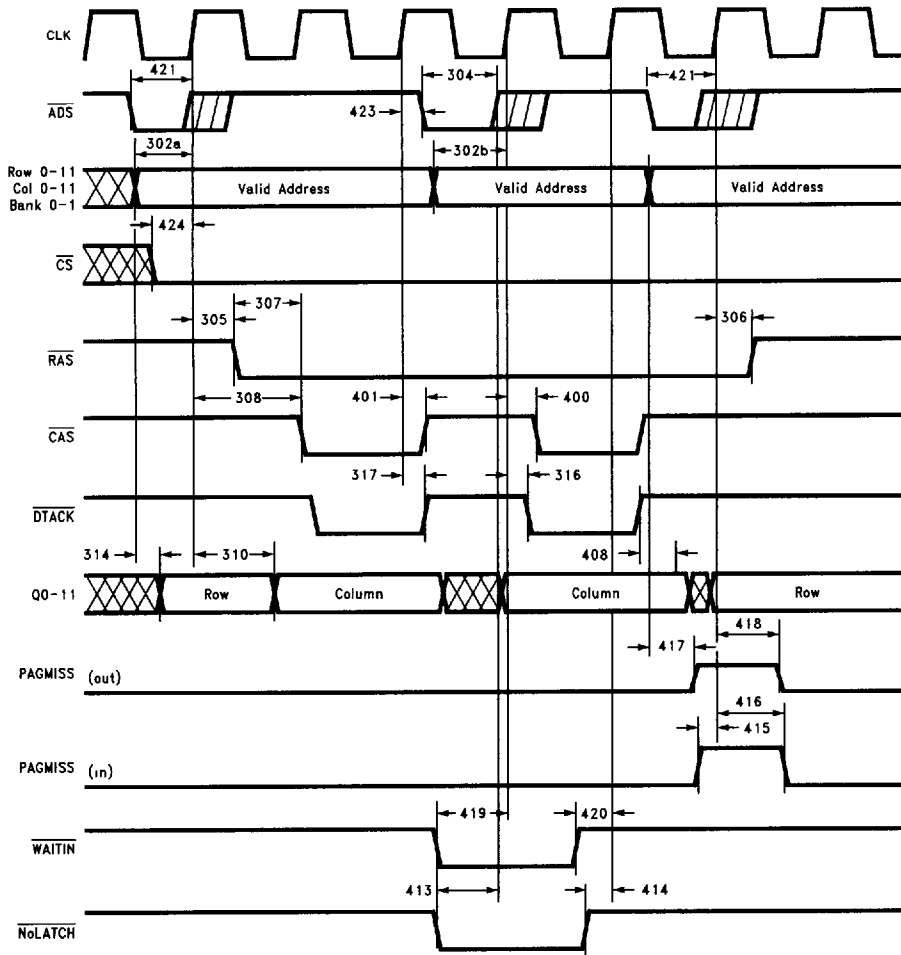 CLK
421
304
421
ADS
423
302a
302b
Row 0-11
Col 0-11
Bank 0-1
Valid Address
Valid Address
Valid Address
424
CS
307
305
306
RAS
308
401
400
CAS
317
316
DTACK
314
310
408
Q0-11
Row
Column
Column
Row
418
417
PAGMISS (out)
416
415
PAGMISS (in)
419
420
WAITIN
413
414
NoLATCH